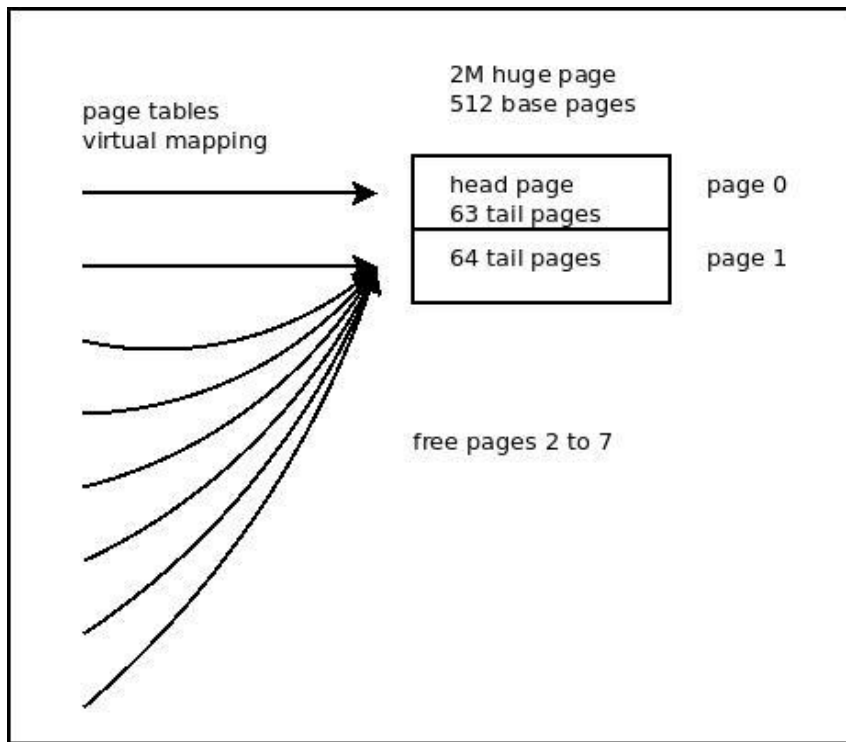 2M huge page
512 base pages
page tables
virtual mapping
head page
63 tail pages
page 0
64 tail pages
page 1
free pages 2 to 7